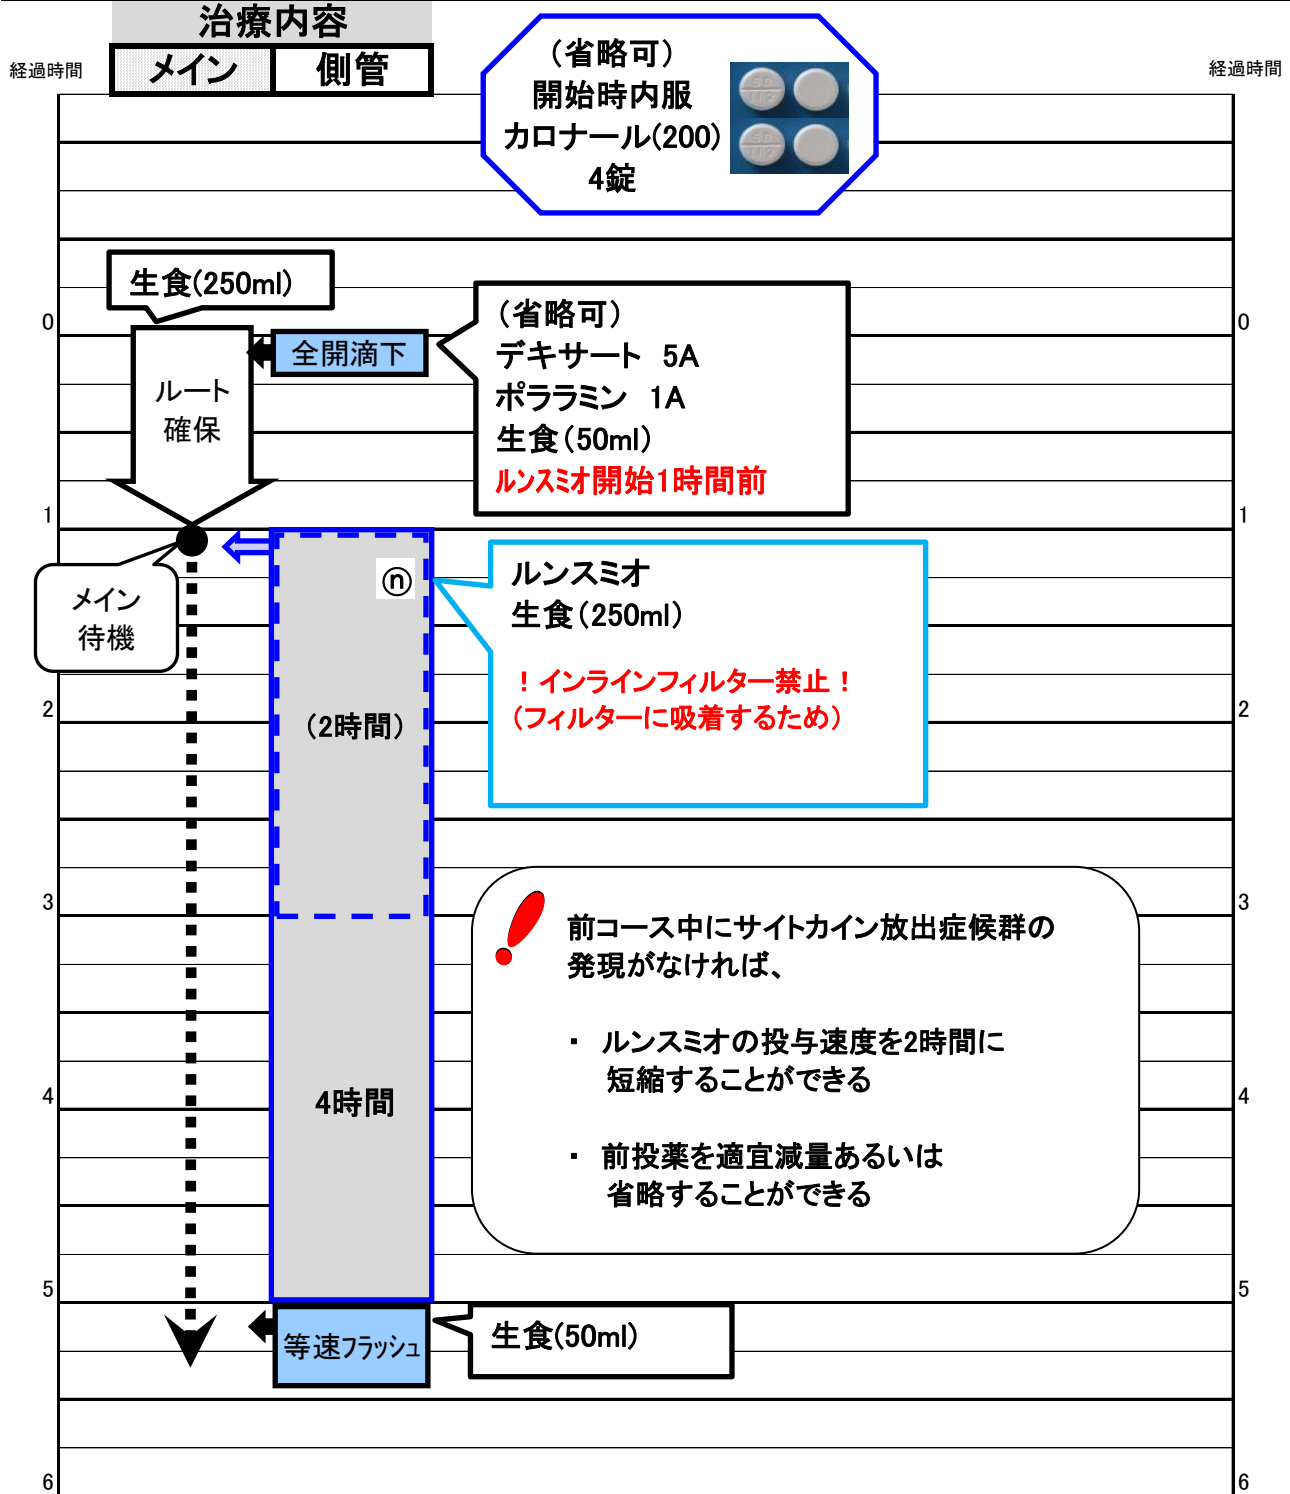 治療内容
経過時間
メイン
側管
経過時間
（省略可）
開始時内服
カロナール(200)
4錠
生食(250ml)
0
0
全開滴下
（省略可）
デキサート 5A
ポララミン 1A
生食（50ml）
ルンスミオ開始1時間前
ルート
確保
1
1
メイン
待機
ⓝ
ルンスミオ
生食（250ml）
！インラインフィルター禁止！
（フィルターに吸着するため）
2
2
（2時間）
3
3
前コース中にサイトカイン放出症候群の
発現がなければ、
・ ルンスミオの投与速度を2時間に
短縮することができる
4
4
4時間
・ 前投薬を適宜減量あるいは
省略することができる
5
5
等速フラッシュ
生食(50ml)
6
6